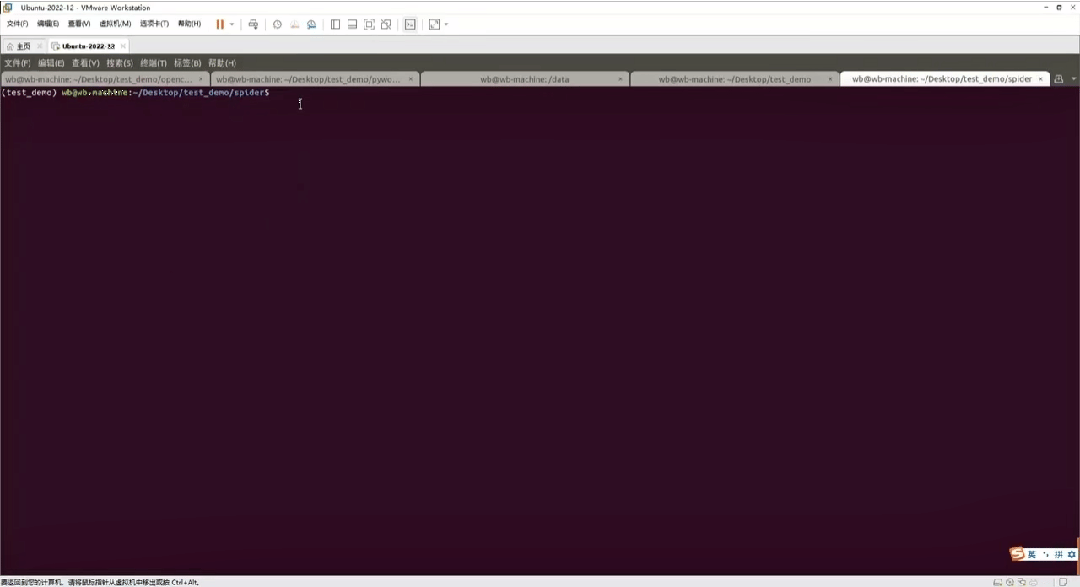 Ubuntu-2022-12 - VMware Workstation
文件(F) 编辑(E) 查看(V) 虚拟机(M) 选项卡(T) 帮助(H)
主页 Ubuntu-2022-12
文件(F) 编辑(E) 查看(V) 搜索(S) 终端(T) 标签(B) 帮助(H)
wb@wb-machine: ~/Desktop/test_demo/openc... wb@wb-machine: ~/Desktop/test_demo/pywo... wb@wb-machine: /data wb@wb-machine: ~/Desktop/test_demo wb@wb-machine: ~/Desktop/test_demo/spider
(test_demo) wb@wb-machine:~/Desktop/test_demo/spider$
英 拼
要返回到您的计算机，请将鼠标指针从虚拟机中移出或按 Ctrl+Alt。